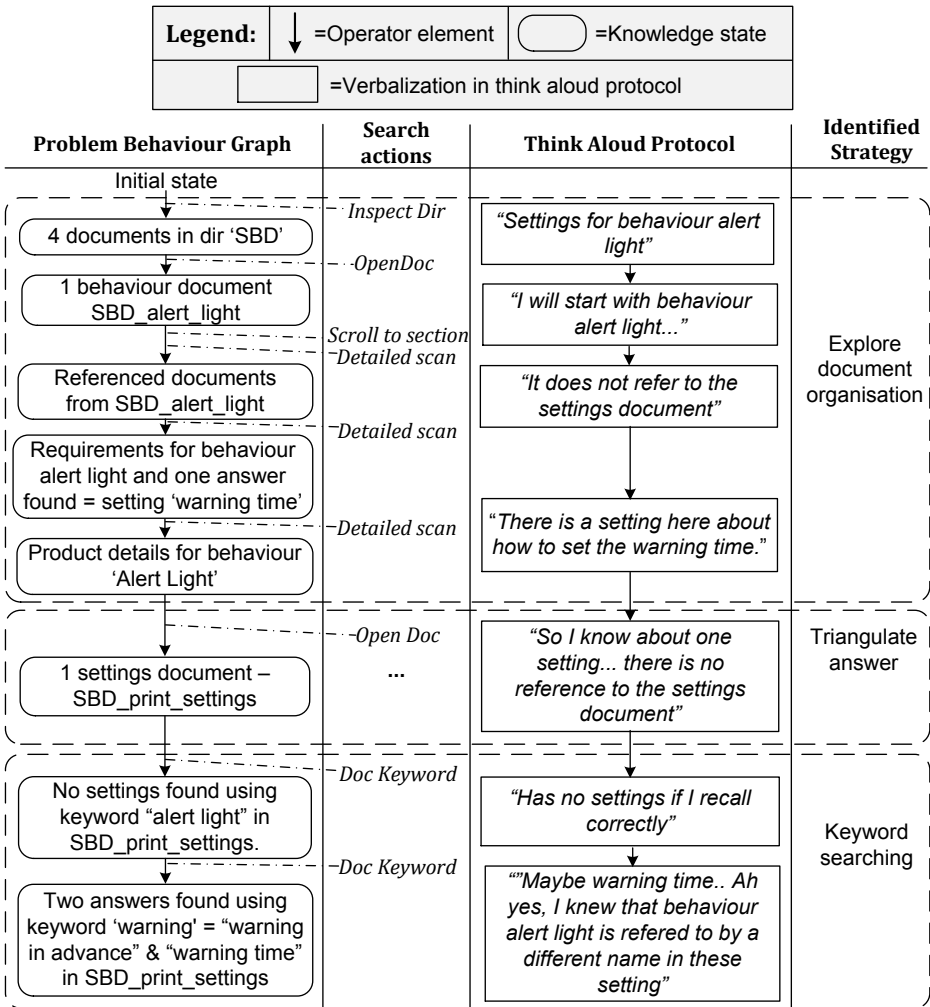 Legend:
=Operator element
=Knowledge state
=Verbalization in think aloud protocol
Problem Behaviour Graph
Search
actions
Think Aloud Protocol
Identified
Strategy
Initial state
4 documents in dir ‘SBD’
1 behaviour document
SBD_alert_light
Referenced documents
from SBD_alert_light
Requirements for behaviour
alert light and one answer
found = setting ‘warning time’
Product details for behaviour
‘Alert Light’
Inspect Dir
OpenDoc
Scroll to section
Detailed scan
Detailed scan
Detailed scan
“Settings for behaviour alert
light”
“I will start with behaviour
alert light...”
“It does not refer to the
settings document”
“There is a setting here about
how to set the warning time.”
Explore
document
organisation
1 settings document –
SBD_print_settings
Open Doc
...
“So I know about one
setting... there is no
reference to the settings
document”
Triangulate
answer
No settings found using
keyword “alert light” in
SBD_print_settings.
Two answers found using
keyword ‘warning' = “warning
in advance” & “warning time”
in SBD_print_settings
Doc Keyword
Doc Keyword
“Has no settings if I recall
correctly”
“”Maybe warning time.. Ah
yes, I knew that behaviour
alert light is refered to by a
different name in these
setting”
Keyword
searching